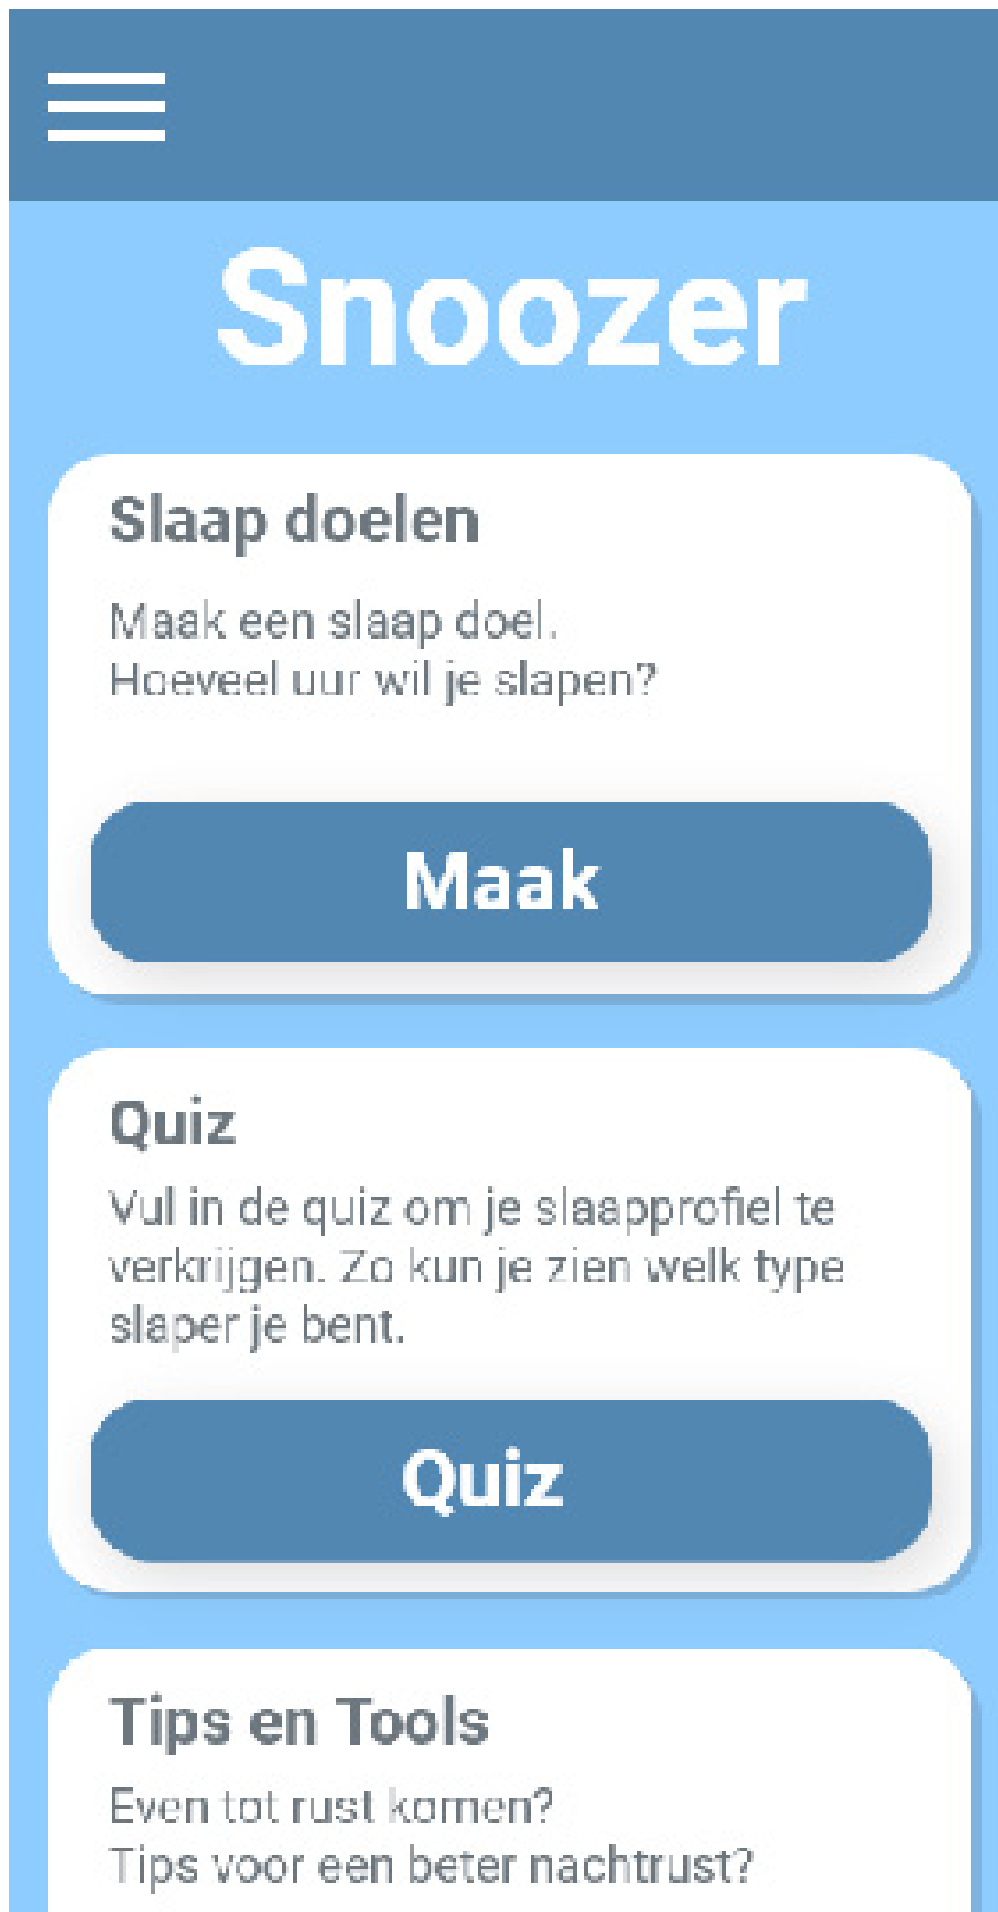 Snoozer
Slaap doelen
Maak een slaap doel.
Hoeveel uur wil je slapen?
Maak
Quiz
Vul in de quiz om je slaapprofiel te
verkrijgen. Zo kun je zien welk type
slaper je bent.
Quiz
Tips en Tools
Even tot rust komen?
Tips voor een beter nachtrust?